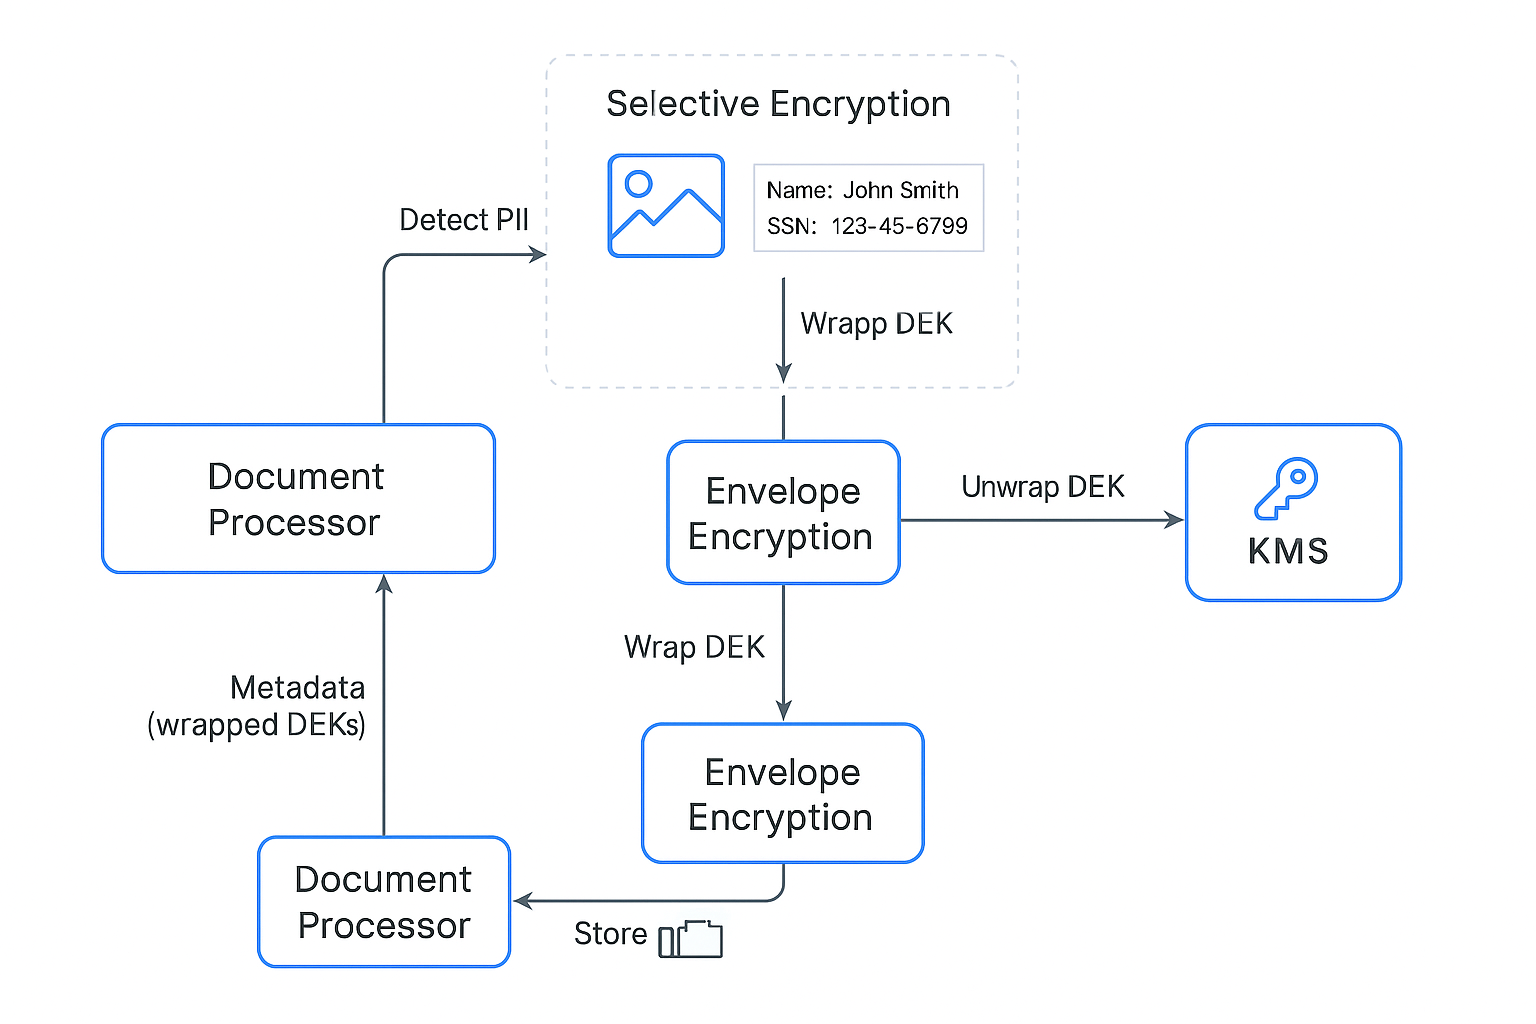 Selective Encryption
Name: John Smith
SSN: 123-45-6799
Detect PII
Wrapp DEK
Document
Processor
Envelope
Encryption
Unwrap DEK
KMS
Wrap DEK
Metadata
(wrapped DEKs)
Envelope
Encryption
Document
Processor
Store